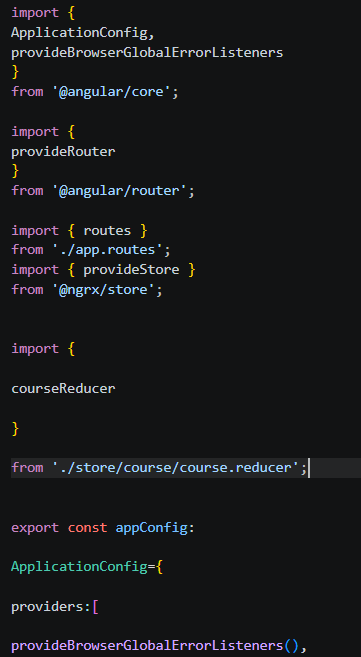 import {
ApplicationConfig,
provideBrowserGlobalErrorListeners
}
from '@angular/core';
import {
provideRouter
}
from '@angular/router';
import { routes }
from './app.routes';
import { provideStore }
from '@ngrx/store';
import {
courseReducer
}
from './store/course/course.reducer';
export const appConfig:
ApplicationConfig={
providers:[
provideBrowserGlobalErrorListeners(),